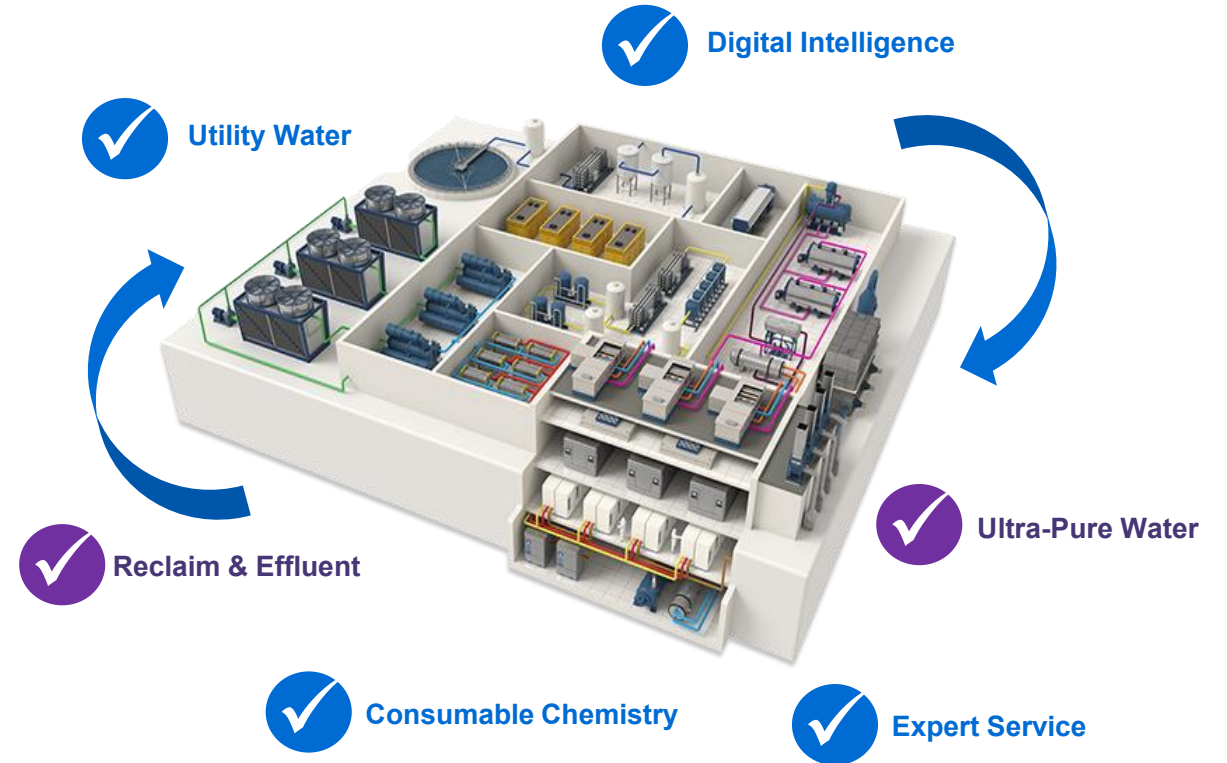 Digital Intelligence
Utility Water
Ultra-Pure Water
Reclaim & Effluent
Consumable Chemistry
Expert Service